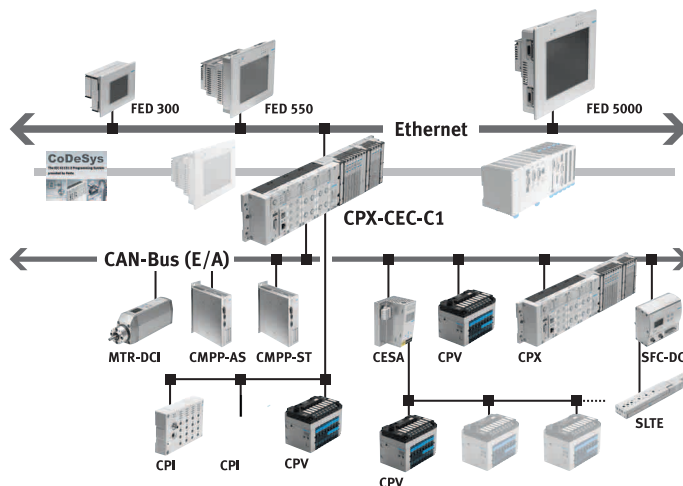 FED 300
FED 550
FED 5000
Ethernet
CoDeSys
CPX-CEC-C1
CAN-Bus (E/A)
MTR-DCI
CMPP-AS
CMPP-ST
CESA
CPV
CPX
SFC-DC
SLTE
CPI
CPI
CPV
CPV